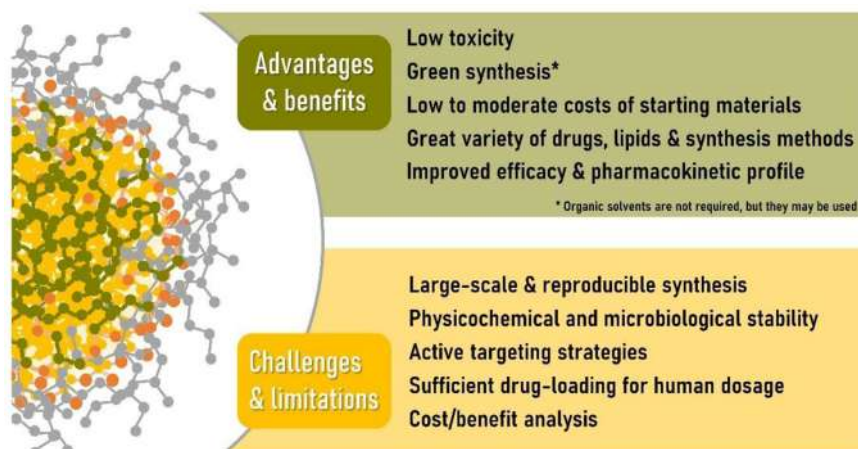 Advantages
& benefits
Low toxicity
Green synthesis*
Low to moderate costs of starting materials
Great variety of drugs, lipids & synthesis methods
Improved efficacy & pharmacokinetic profile
* Organic solvents are not required, but they may be used
Challenges
& limitations
Large-scale & reproducible synthesis
Physicochemical and microbiological stability
Active targeting strategies
Sufficient drug-loading for human dosage
Cost/benefit analysis